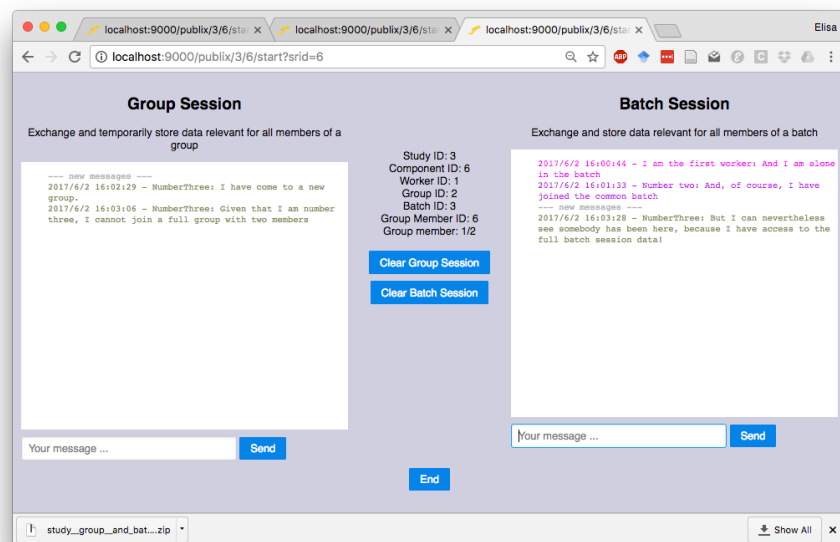 localhost:9000/publix/3/6/star
localhost:9000/publix/3/6/star
localhost:9000/publix/3/6/star
Elisa
localhost:9000/publix/3/6/start?srid=6
ABP
Group Session
Exchange and temporarily store data relevant for all members of a
group
--- new messages ---
2017/6/2 16:02:29 - NumberThree: I have come to a new
group.
2017/6/2 16:03:06 - NumberThree: Given that I am number
three, I cannot join a full group with two members
Your message ...
Send
Study ID: 3
Component ID: 6
Worker ID: 1
Group ID: 2
Batch ID: 3
Group Member ID: 6
Group member: 1/2
Clear Group Session
Clear Batch Session
Batch Session
Exchange and store data relevant for all members of a batch
2017/6/2 16:00:44 - I am the first worker: And I am alone
in the batch
2017/6/2 16:01:33 - Number two: And, of course, I have
joined the common batch
--- new messages ---
2017/6/2 16:03:28 - NumberThree: But I can nevertheless
see somebody has been here, because I have access to the
full batch session data!
Your message ...
Send
End
study_group_and_bat....zip
Show All